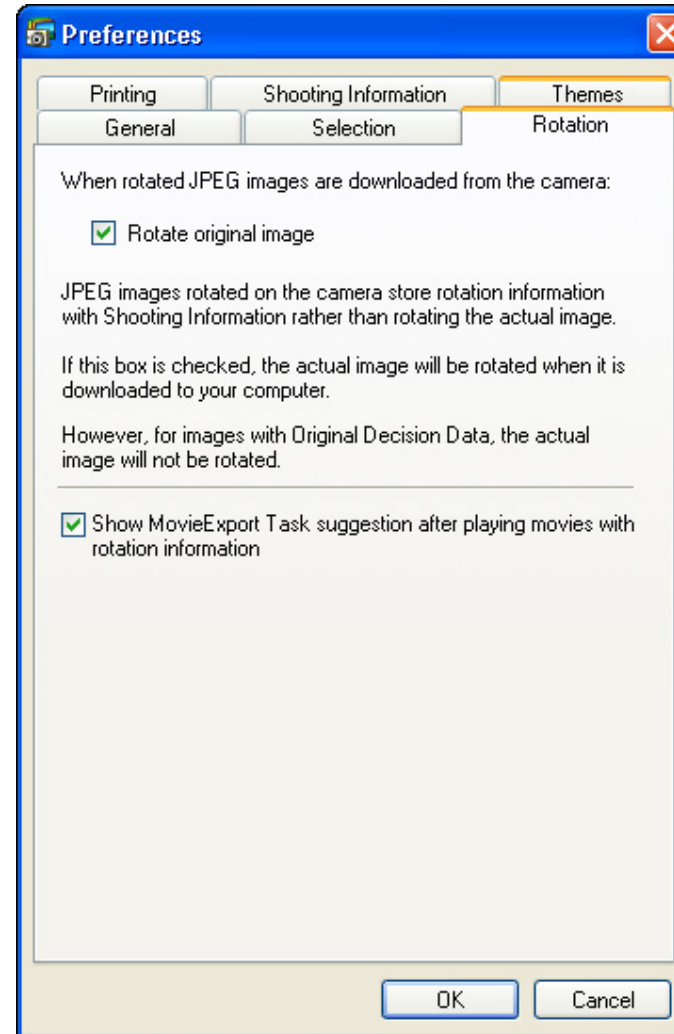 Preferences
Printing Shooting Information Themes
General Selection Rotation
When rotated JPEG images are downloaded from the camera:
Rotate original image
JPEG images rotated on the camera store rotation information
with Shooting Information rather than rotating the actual image.
If this box is checked, the actual image will be rotated when it is
downloaded to your computer.
However, for images with Original Decision Data, the actual
image will not be rotated.
Show MovieExport Task suggestion after playing movies with
rotation information
OK Cancel